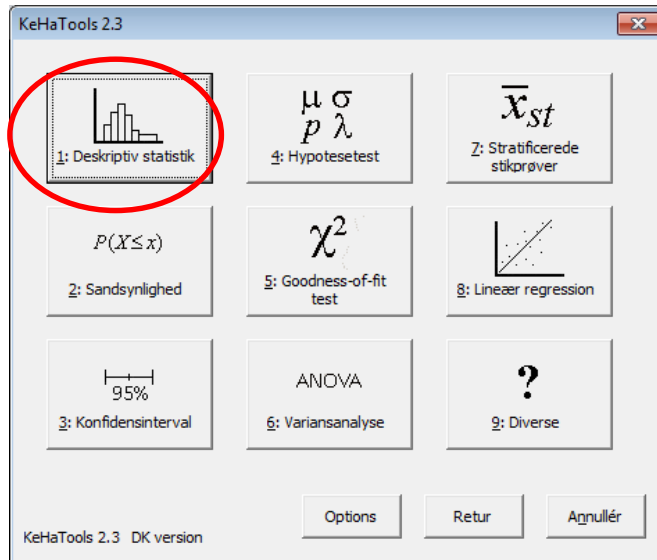 KeHaTools 2.3
1: Deskriptiv statistik
μ σ
p λ
4: Hypotesetest
x̅st
7: Stratificerede
stikprøver
P(X≤x)
2: Sandsynlighed
χ²
5: Goodness-of-fit
test
8: Lineær regression
95%
3: Konfidensinterval
ANOVA
6: Variansanalyse
?
9: Diverse
Options
Retur
Annullér
KeHaTools 2.3 DK version